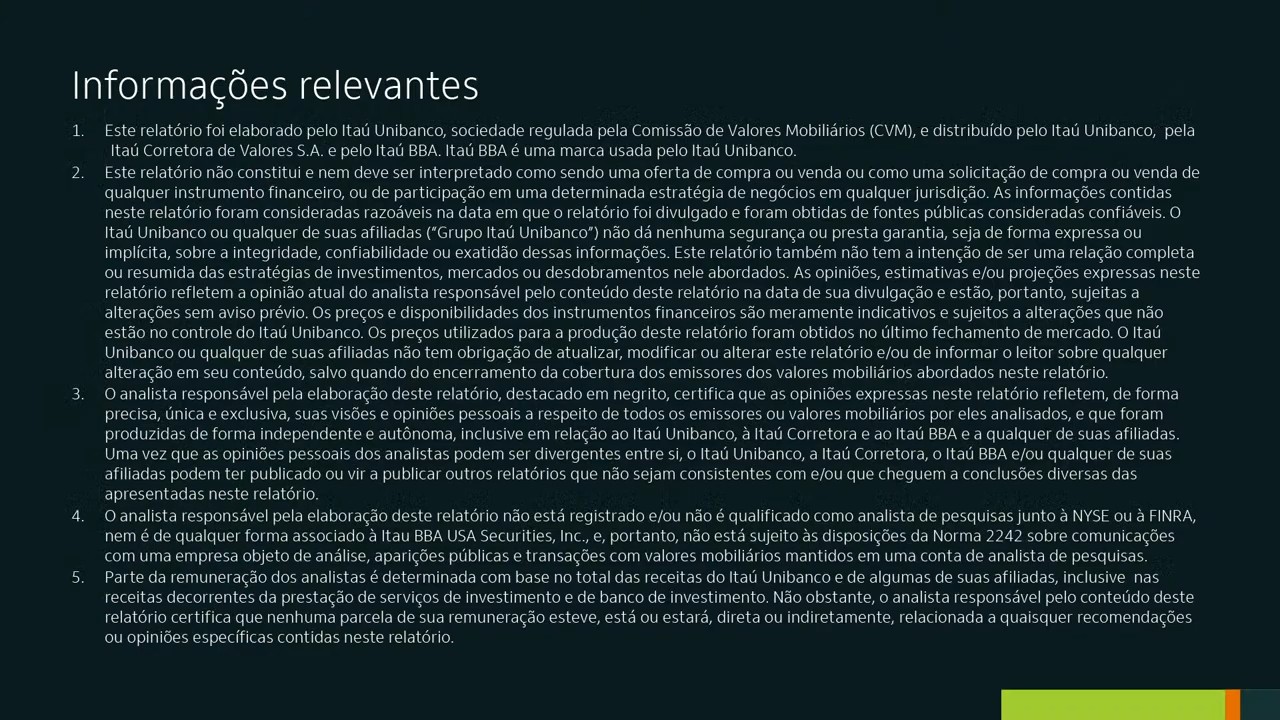 Informações relevantes
1. Este relatório foi elaborado pelo Itaú Unibanco, sociedade regulada pela Comissão de Valores Mobiliários (CVM), e distribuído pelo Itaú Unibanco, pela
Itaú Corretora de Valores S.A. e pelo Itaú BBA. Itaú BBA é uma marca usada pelo Itaú Unibanco.
2. Este relatório não constitui e nem deve ser interpretado como sendo uma oferta de compra ou venda ou como uma solicitação de compra ou venda de
qualquer instrumento financeiro, ou de participação em uma determinada estratégia de negócios em qualquer jurisdição. As informações contidas
neste relatório foram consideradas razoáveis na data em que o relatório foi divulgado e foram obtidas de fontes públicas consideradas confiáveis. O
Itaú Unibanco ou qualquer de suas afiliadas (“Grupo Itaú Unibanco”) não dá nenhuma segurança ou presta garantia, seja de forma expressa ou
implícita, sobre a integridade, confiabilidade ou exatidão dessas informações. Este relatório também não tem a intenção de ser uma relação completa
ou resumida das estratégias de investimentos, mercados ou desdobramentos nele abordados. As opiniões, estimativas e/ou projeções expressas neste
relatório refletem a opinião atual do analista responsável pelo conteúdo deste relatório na data de sua divulgação e estão, portanto, sujeitas a
alterações sem aviso prévio. Os preços e disponibilidades dos instrumentos financeiros são meramente indicativos e sujeitos a alterações que não
estão no controle do Itaú Unibanco. Os preços utilizados para a produção deste relatório foram obtidos no último fechamento de mercado. O Itaú
Unibanco ou qualquer de suas afiliadas não tem obrigação de atualizar, modificar ou alterar este relatório e/ou de informar o leitor sobre qualquer
alteração em seu conteúdo, salvo quando do encerramento da cobertura dos emissores dos valores mobiliários abordados neste relatório.
3. O analista responsável pela elaboração deste relatório, destacado em negrito, certifica que as opiniões expressas neste relatório refletem, de forma
precisa, única e exclusiva, suas visões e opiniões pessoais a respeito de todos os emissores ou valores mobiliários por eles analisados, e que foram
produzidas de forma independente e autônoma, inclusive em relação ao Itaú Unibanco, à Itaú Corretora e ao Itaú BBA e a qualquer de suas afiliadas.
Uma vez que as opiniões pessoais dos analistas podem ser divergentes entre si, o Itaú Unibanco, a Itaú Corretora, o Itaú BBA e/ou qualquer de suas
afiliadas podem ter publicado ou vir a publicar outros relatórios que não sejam consistentes com e/ou que cheguem a conclusões diversas das
apresentadas neste relatório.
4. O analista responsável pela elaboração deste relatório não está registrado e/ou não é qualificado como analista de pesquisas junto à NYSE ou à FINRA,
nem é de qualquer forma associado à Itau BBA USA Securities, Inc., e, portanto, não está sujeito às disposições da Norma 2242 sobre comunicações
com uma empresa objeto de análise, aparições públicas e transações com valores mobiliários mantidos em uma conta de analista de pesquisas.
5. Parte da remuneração dos analistas é determinada com base no total das receitas do Itaú Unibanco e de algumas de suas afiliadas, inclusive nas
receitas decorrentes da prestação de serviços de investimento e de banco de investimento. Não obstante, o analista responsável pelo conteúdo deste
relatório certifica que nenhuma parcela de sua remuneração esteve, está ou estará, direta ou indiretamente, relacionada a quaisquer recomendações
ou opiniões específicas contidas neste relatório.